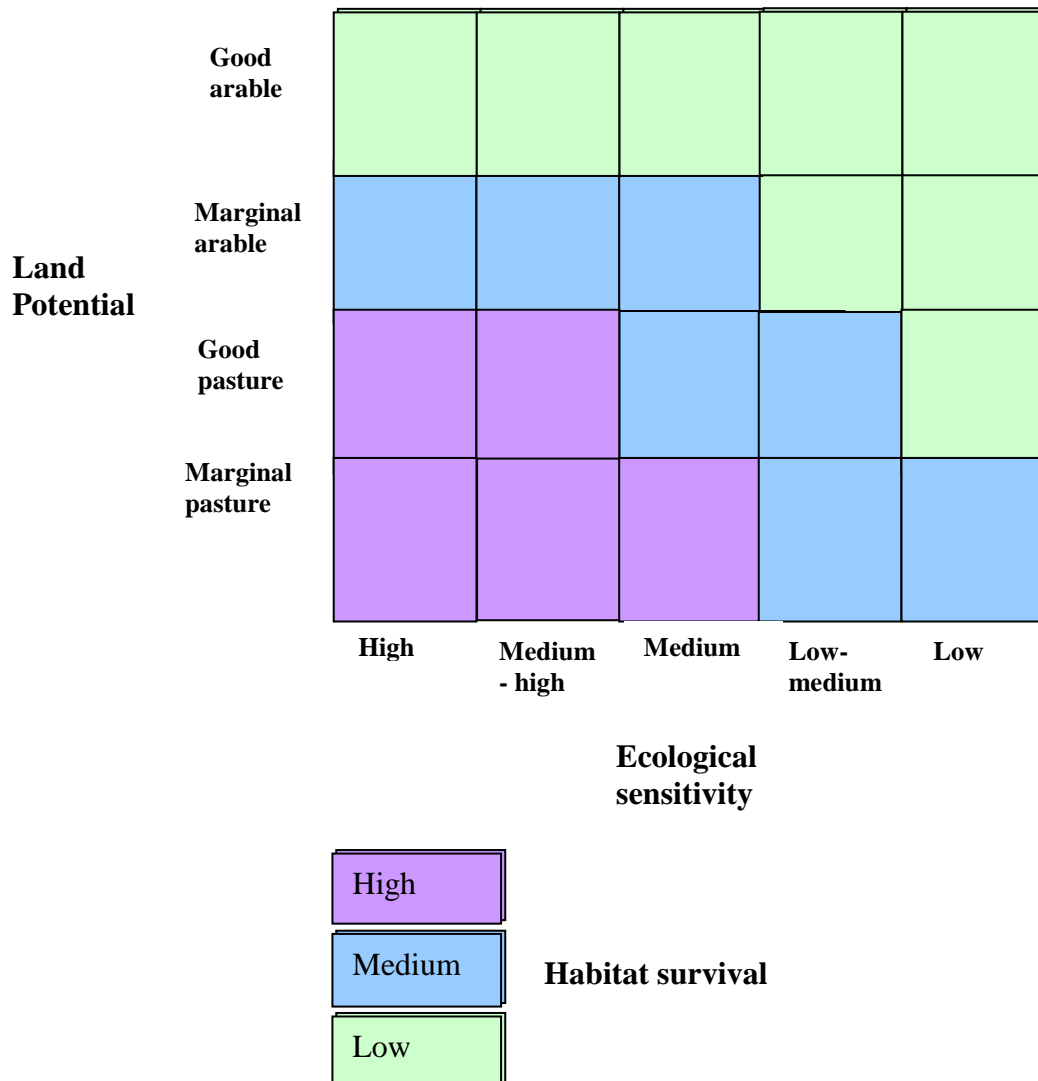 Good
arable
Marginal
arable
Land
Potential
Good
pasture
Marginal
pasture
High
Medium
- high
Medium
Low-
medium
Low
Ecological
sensitivity
High
Medium
Habitat survival
Low